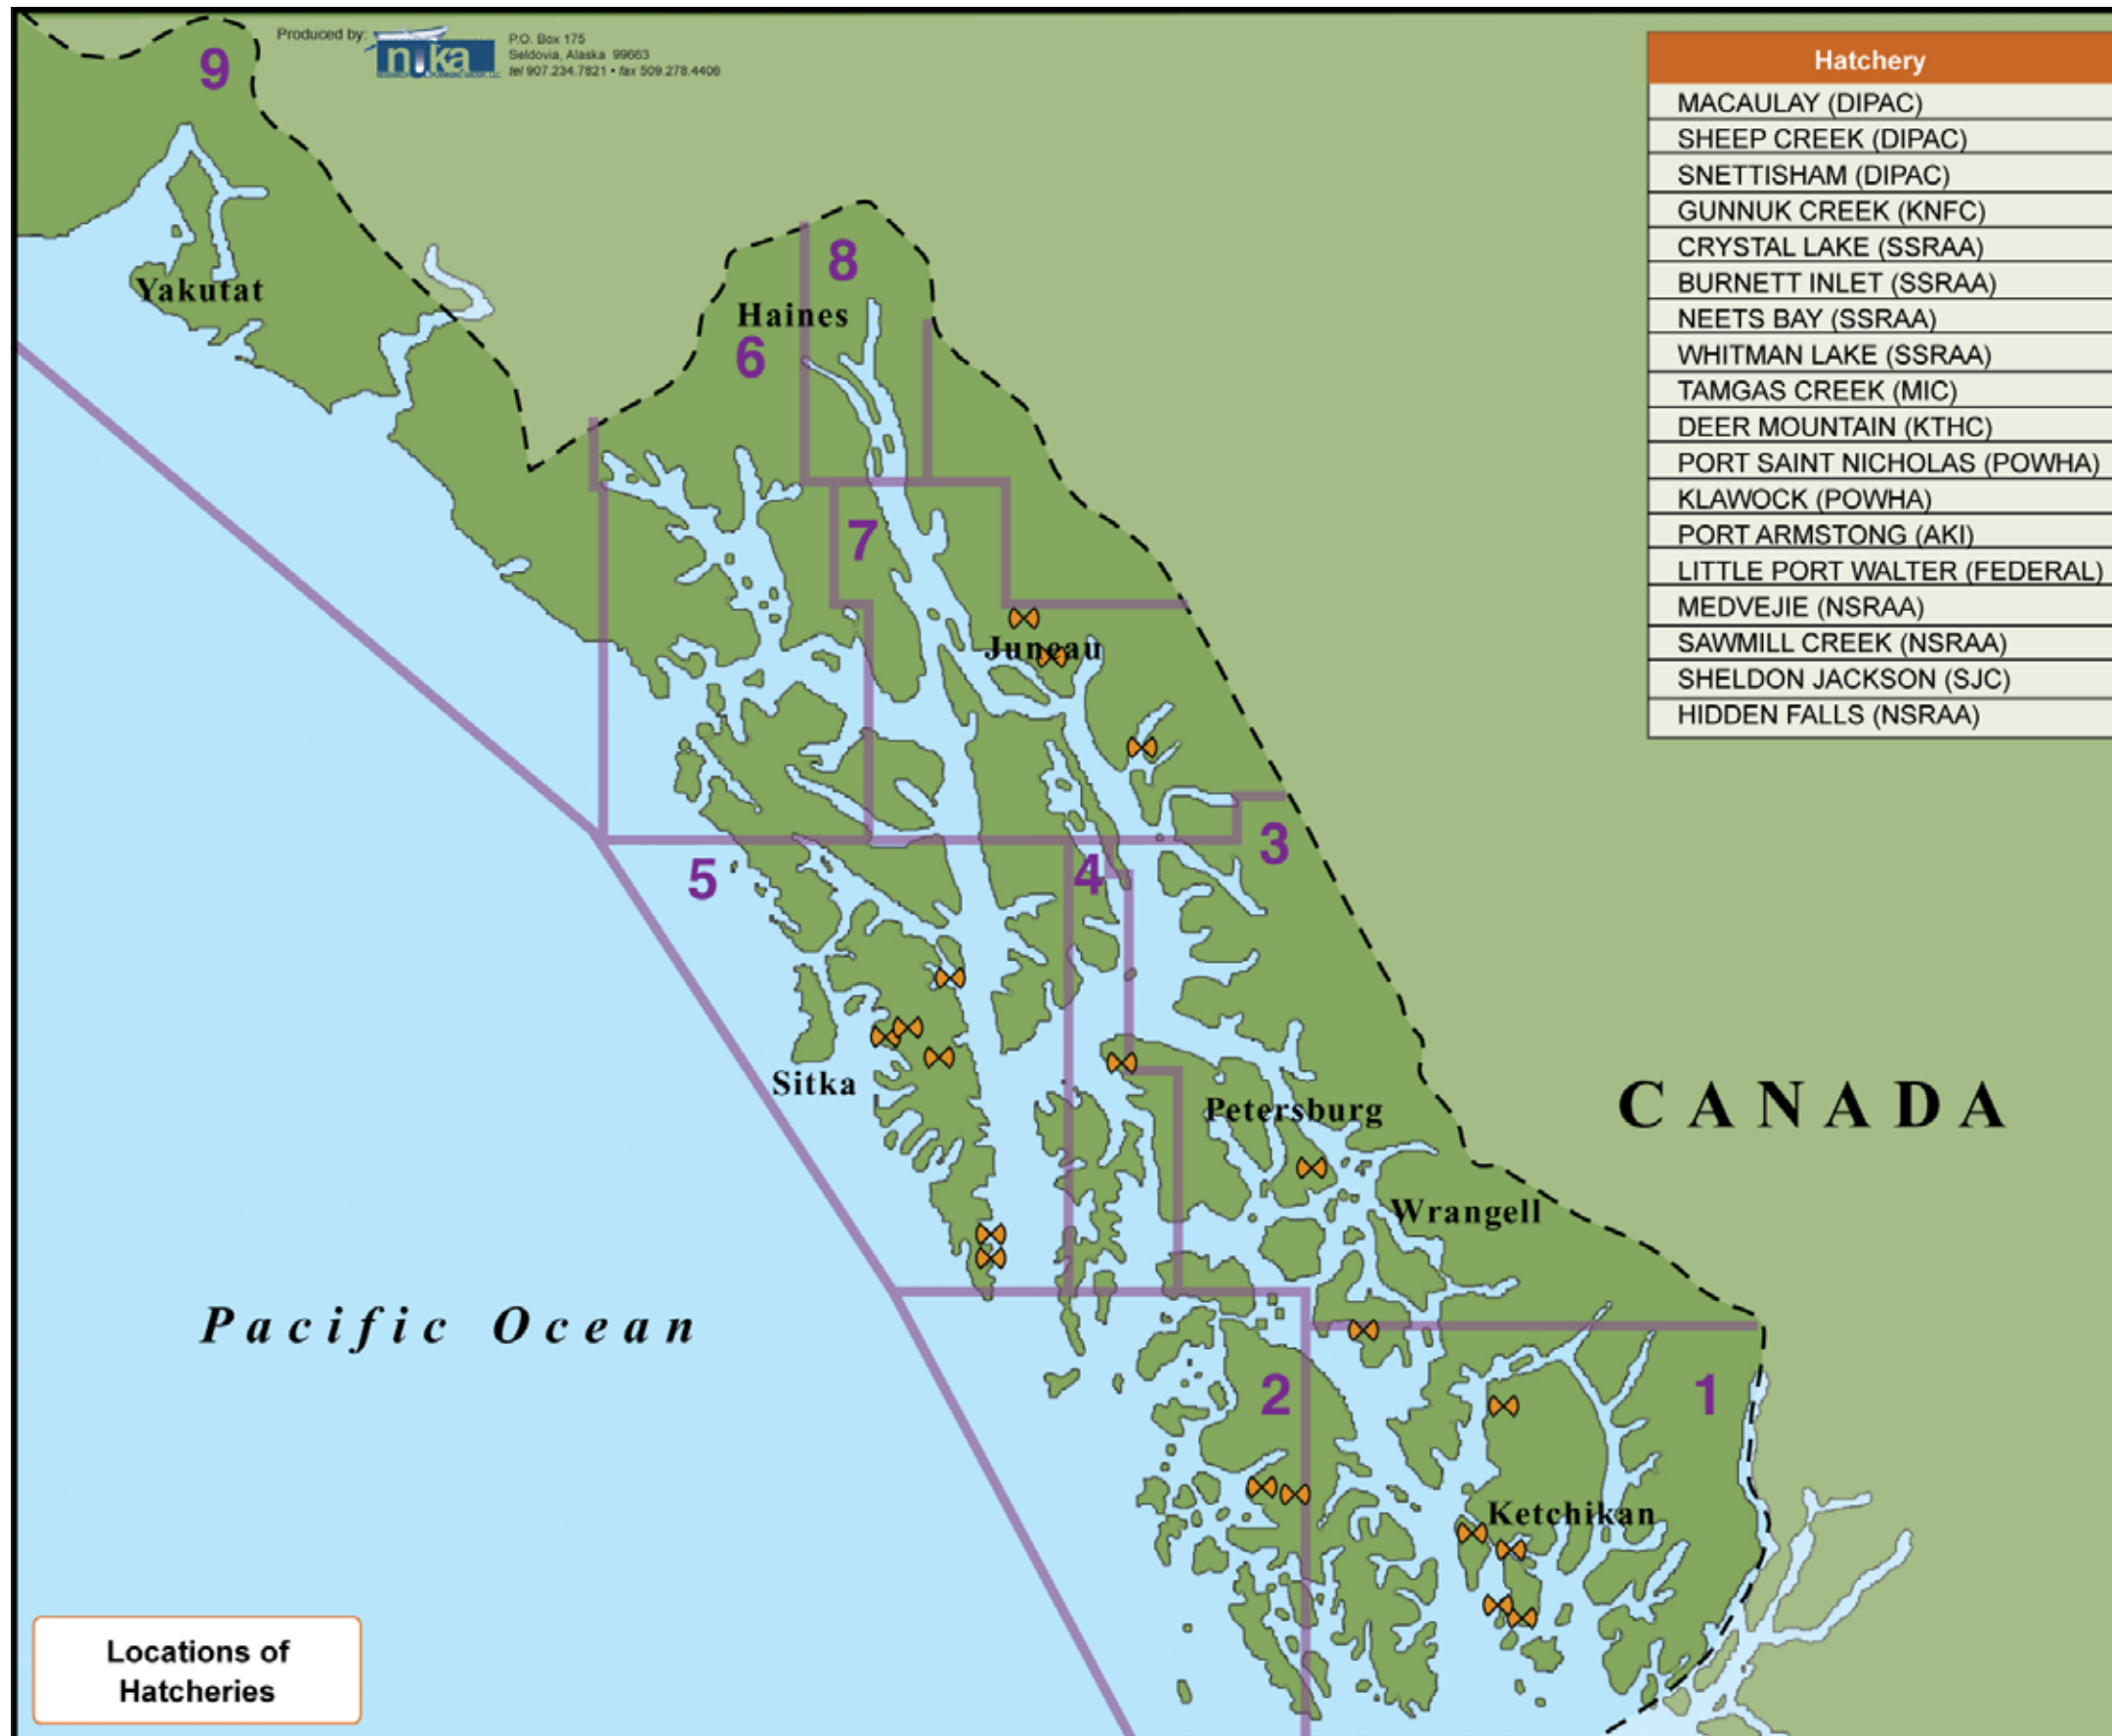 9
Produced by:
nuka
P.O. Box 175
Seldovia, Alaska 99663
tel 907.234.7821 • fax 509.278.4406
Hatchery
MACAULAY (DIPAC)
SHEEP CREEK (DIPAC)
SNETTISHAM (DIPAC)
GUNNUK CREEK (KNFC)
CRYSTAL LAKE (SSRAA)
BURNETT INLET (SSRAA)
NEETS BAY (SSRAA)
WHITMAN LAKE (SSRAA)
TAMGAS CREEK (MIC)
DEER MOUNTAIN (KTHC)
PORT SAINT NICHOLAS (POWHA)
KLAWOCK (POWHA)
PORT ARMSTONG (AKI)
LITTLE PORT WALTER (FEDERAL)
MEDVEJIE (NSRAA)
SAWMILL CREEK (NSRAA)
SHELDON JACKSON (SJC)
HIDDEN FALLS (NSRAA)
8
Yakutat
Haines
6
7
Juneau
3
5
4
Sitka
Petersburg
CANADA
Wrangell
Pacific Ocean
2
1
Ketchikan
Locations of
Hatcheries